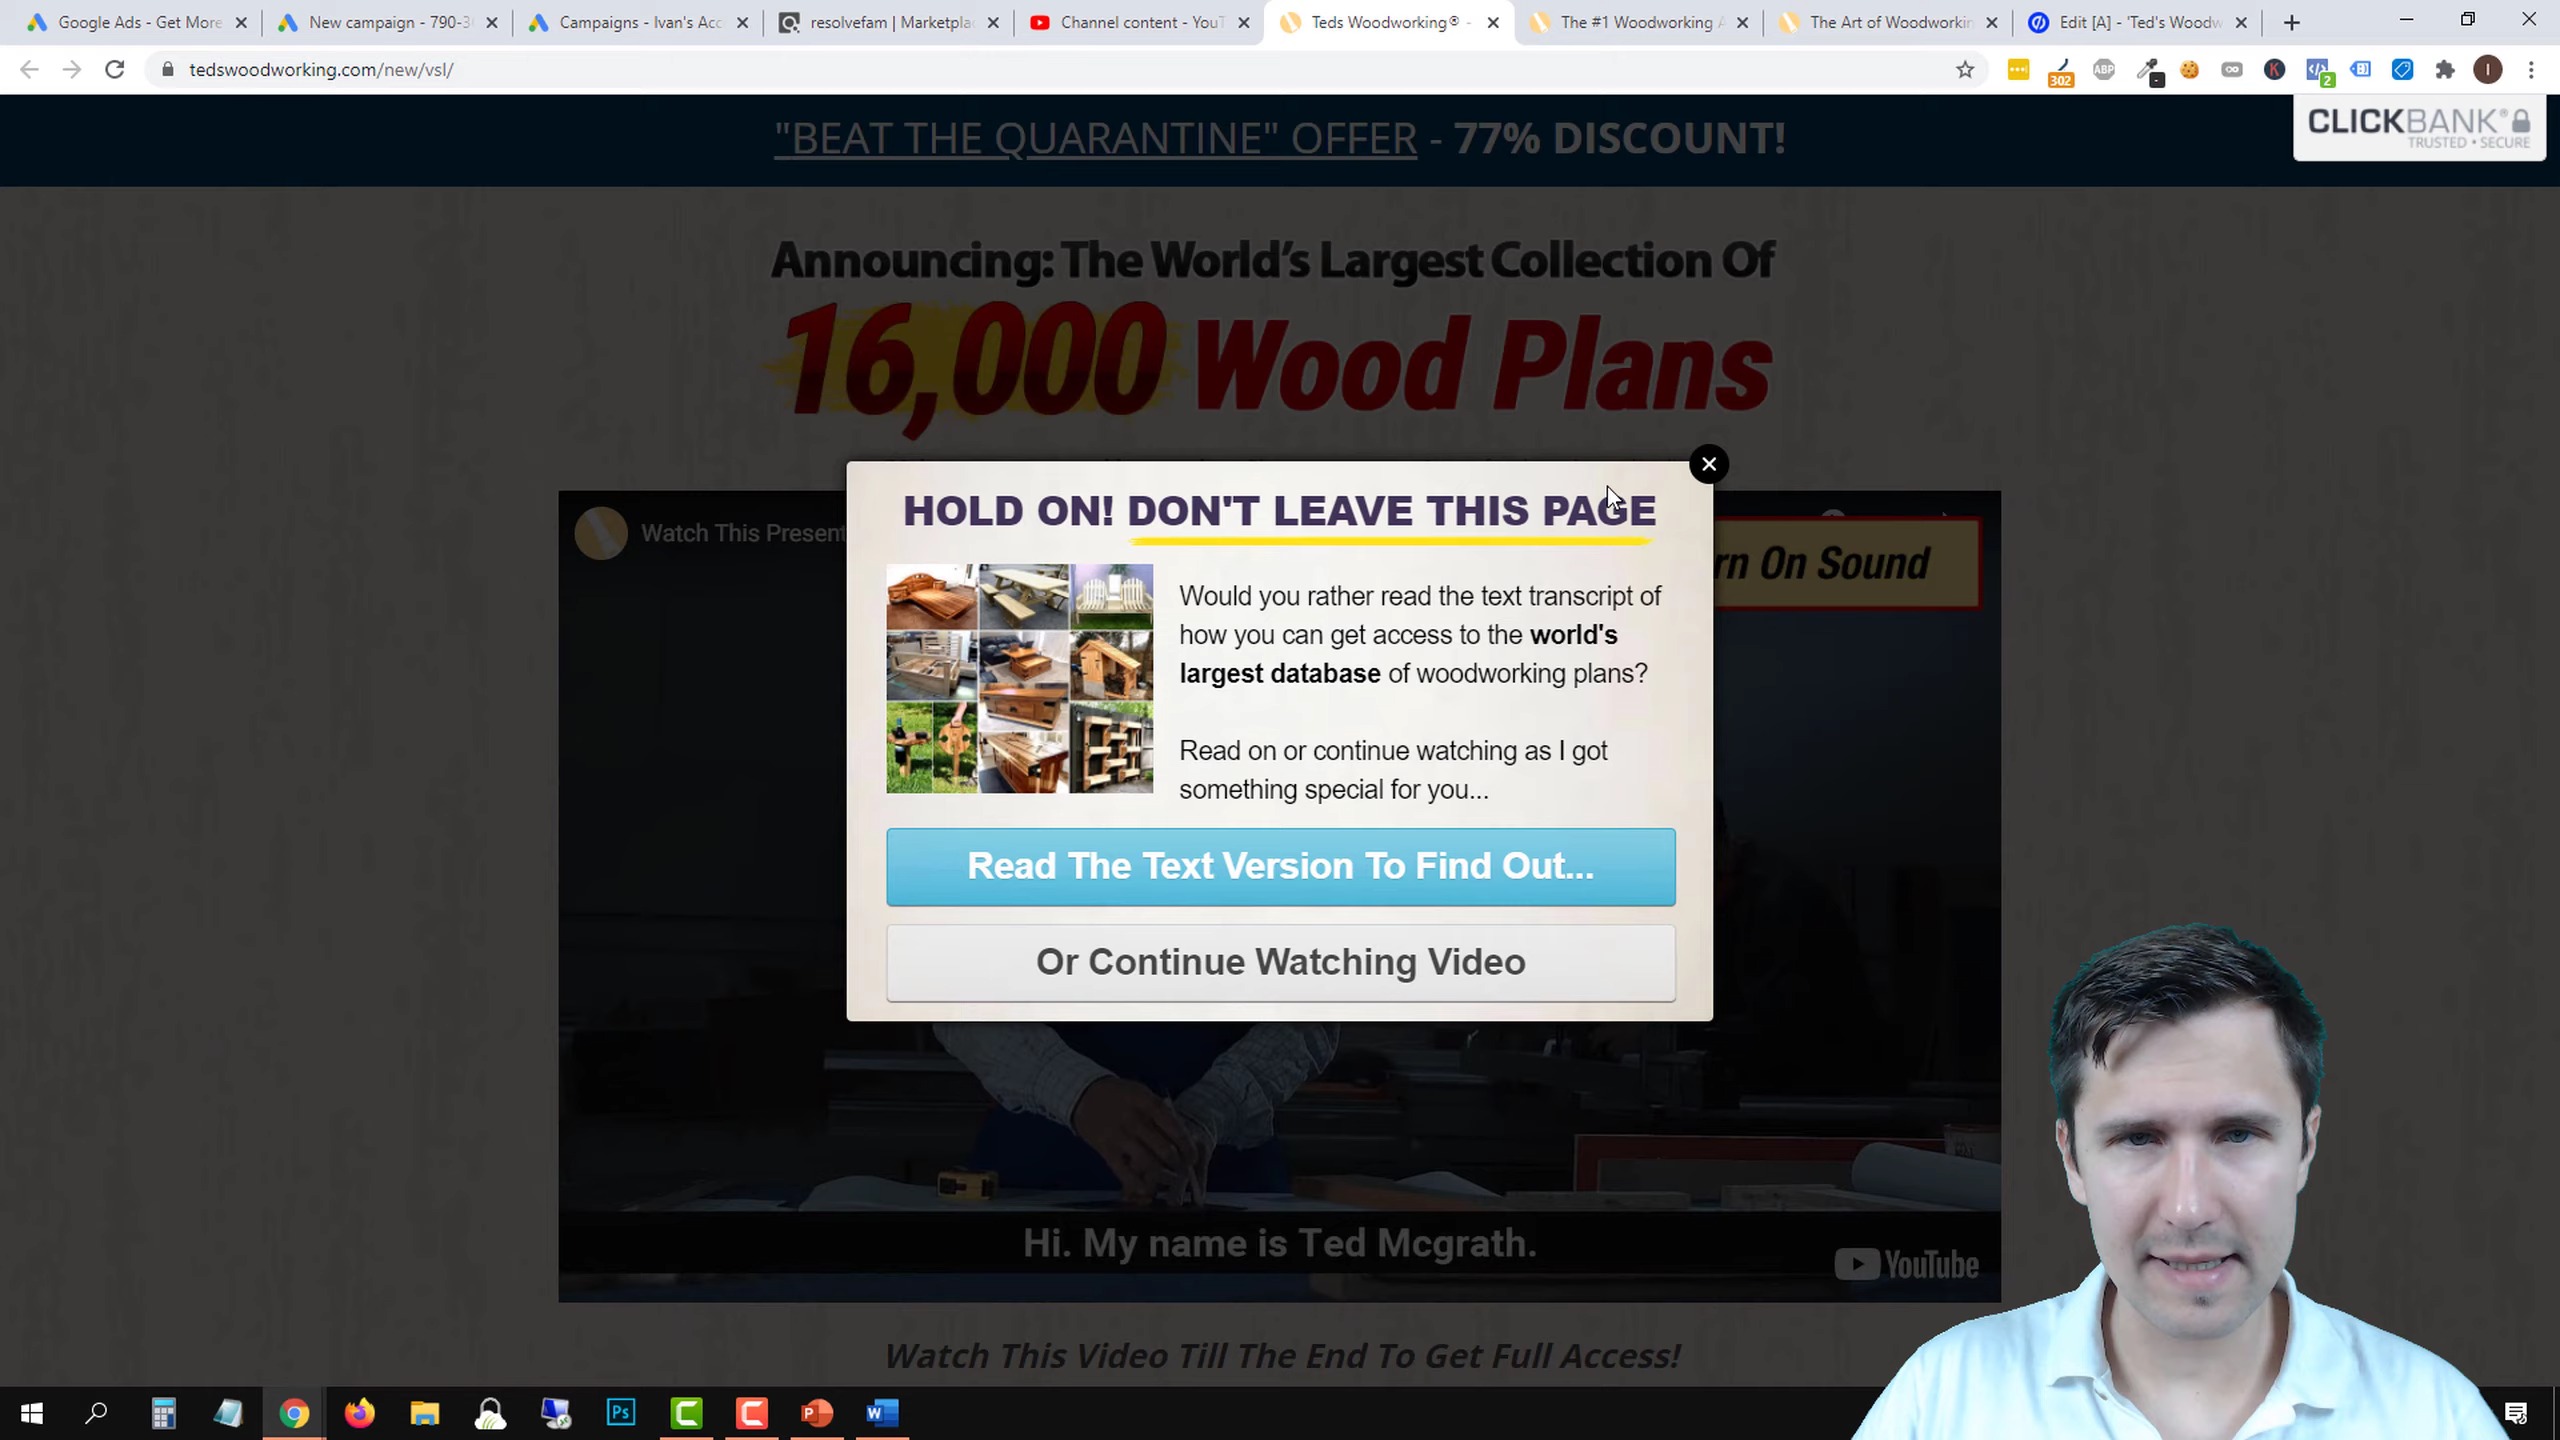 Google Ads - Get More
New campaign - 790-3
Campaigns - Ivan's Acc
resolvefam | Marketpla
Channel content - YouT
Teds Woodworking® -
The #1 Woodworking A
The Art of Woodworkin
Edit [A] - 'Ted's Woodw
tedswoodworking.com/new/vsl/
302
ABP
K
2
I
"BEAT THE QUARANTINE" OFFER - 77% DISCOUNT!
CLICKBANK®
TRUSTED • SECURE
Announcing: The World's Largest Collection Of
16,000 Wood Plans
Watch This Present
rn On Sound
HOLD ON! DON'T LEAVE THIS PAGE
Would you rather read the text transcript of
how you can get access to the world's
largest database of woodworking plans?
Read on or continue watching as I got
something special for you...
Read The Text Version To Find Out...
Or Continue Watching Video
Hi. My name is Ted Mcgrath.
YouTube
Watch This Video Till The End To Get Full Access!
Ps